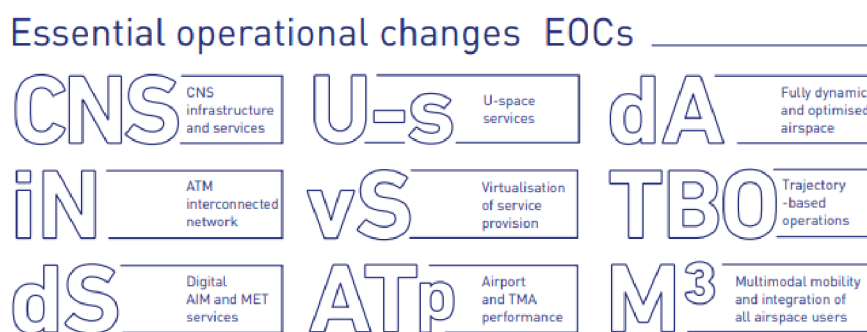 Essential operational changes EOCs
CNS
CNS
infrastructure
and services
U-s
U-space
services
dA
Fully dynamic
and optimised
airspace
iN
ATM
interconnected
network
vS
Virtualisation
of service
provision
TBO
Trajectory
-based
operations
dS
Digital
AIM and MET
services
ATp
Airport
and TMA
performance
M³
Multimodal mobility
and integration of
all airspace users